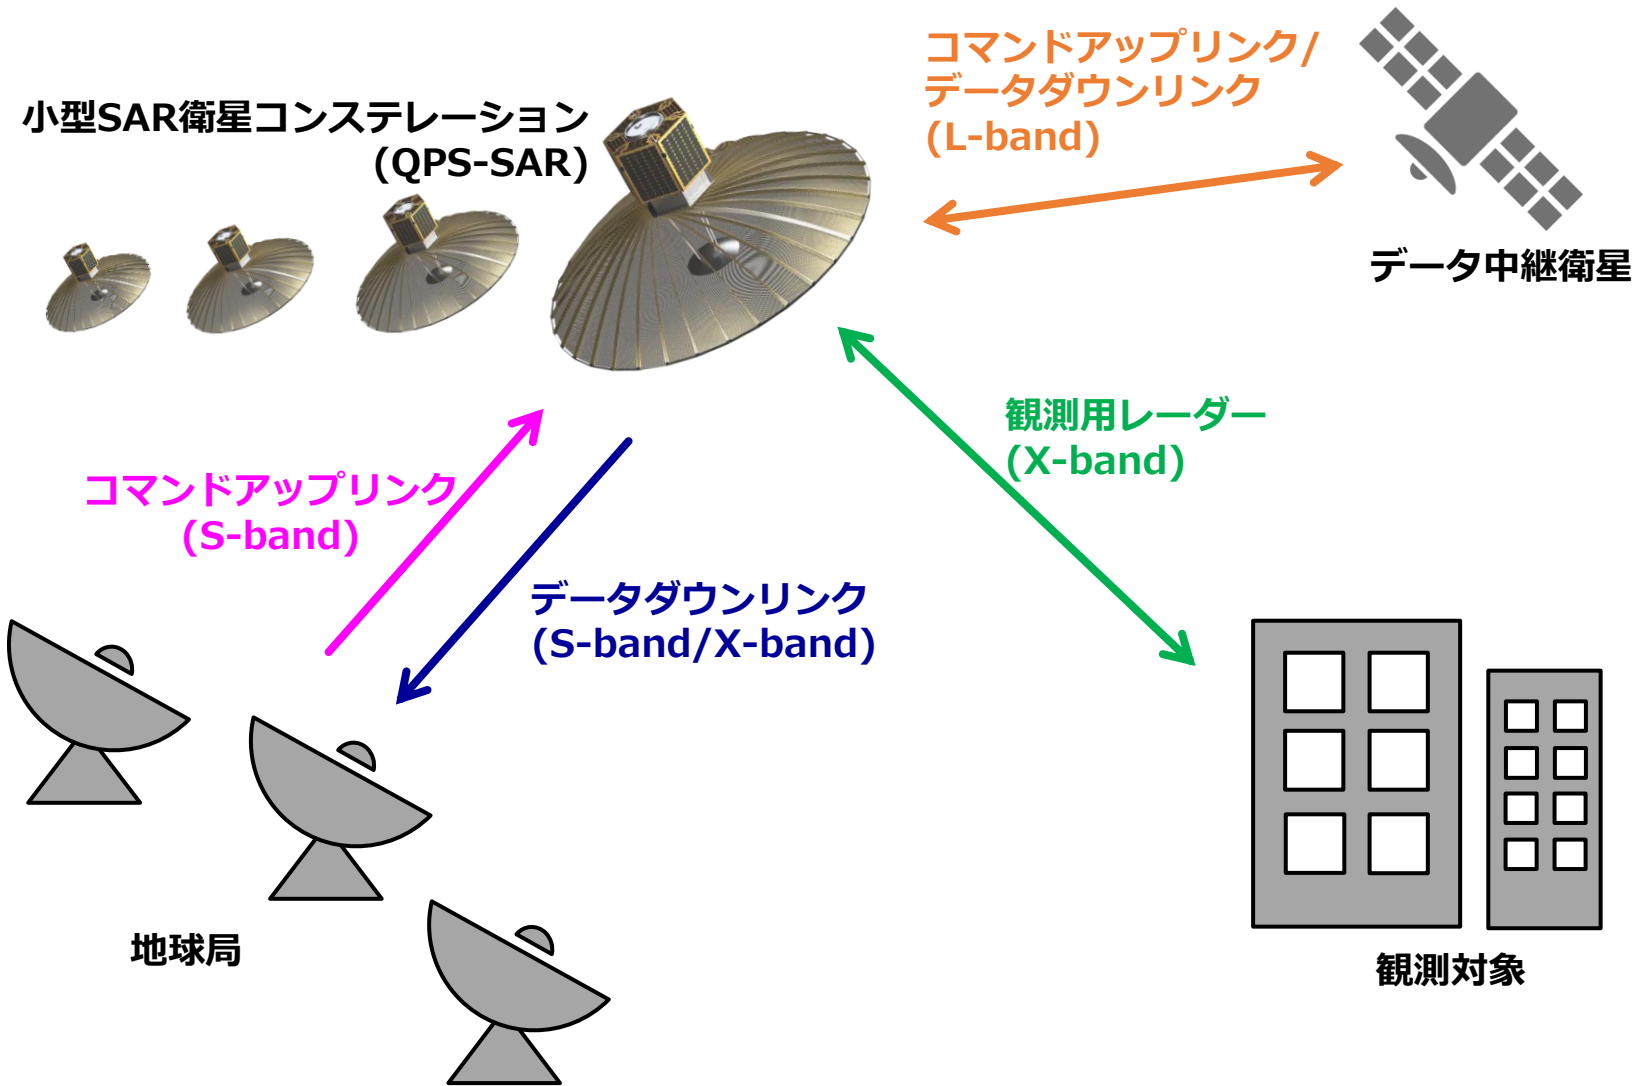 小型SAR衛星コンステレーション
(QPS-SAR)
コマンドアップリンク/
データダウンリンク
(L-band)
データ中継衛星
観測用レーダー
(X-band)
コマンドアップリンク
(S-band)
データダウンリンク
(S-band/X-band)
地球局
観測対象